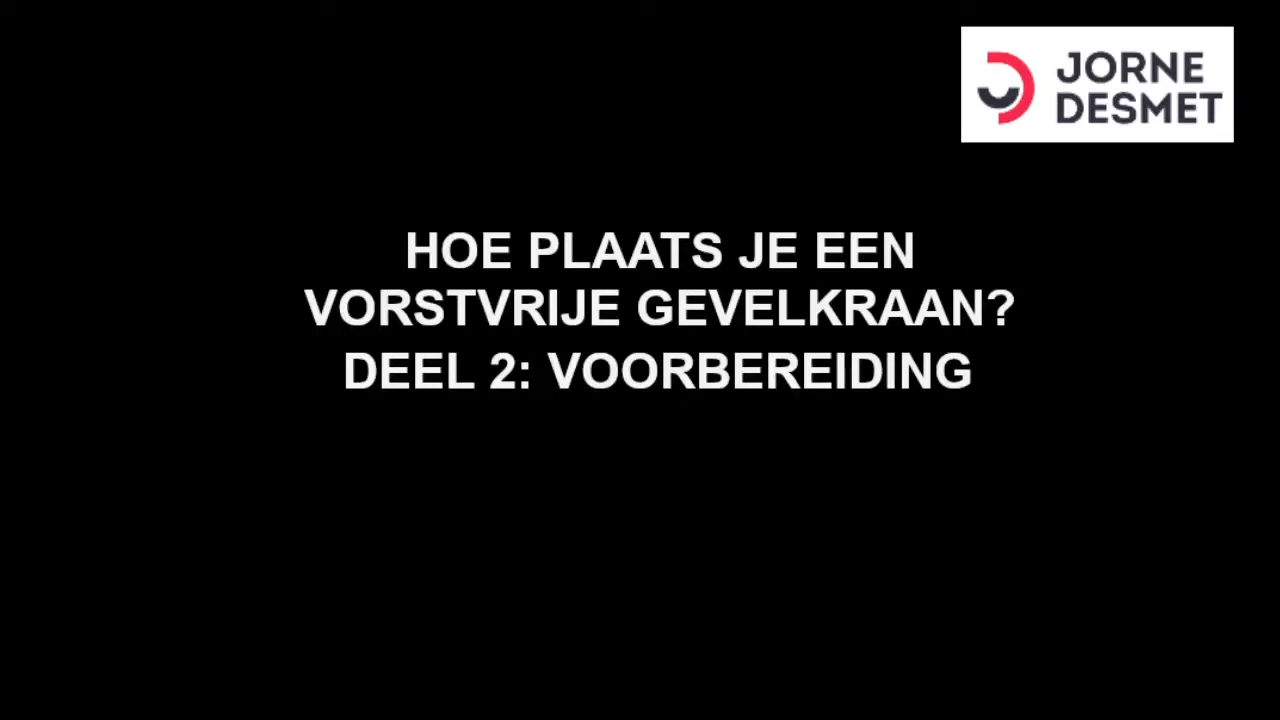 JORNE
DESMET
HOE PLAATS JE EEN
VORSTVRIJE GEVELKRAAN?
DEEL 2: VOORBEREIDING